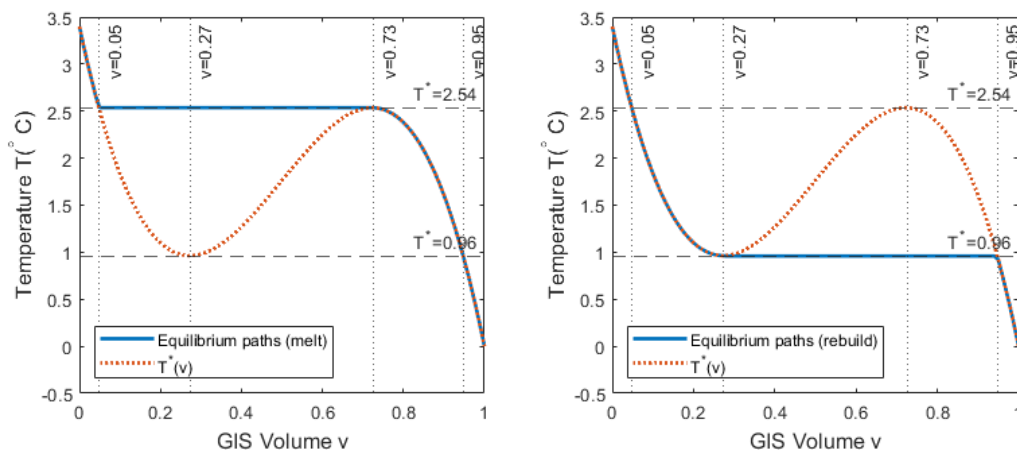 3.5
3
2.5
2
1.5
1
0.5
0
-0.5
Temperature T(° C)
v=0.05
v=0.27
v=0.73
v=0.95
T*=2.54
T*=0.96
Equilibrium paths (melt)
T*(v)
0 0.2 0.4 0.6 0.8 1
GIS Volume v
3.5
3
2.5
2
1.5
1
0.5
0
-0.5
Temperature T(° C)
v=0.05
v=0.27
v=0.73
v=0.95
T*=2.54
T*=0.96
Equilibrium paths (rebuild)
T*(v)
0 0.2 0.4 0.6 0.8 1
GIS Volume v